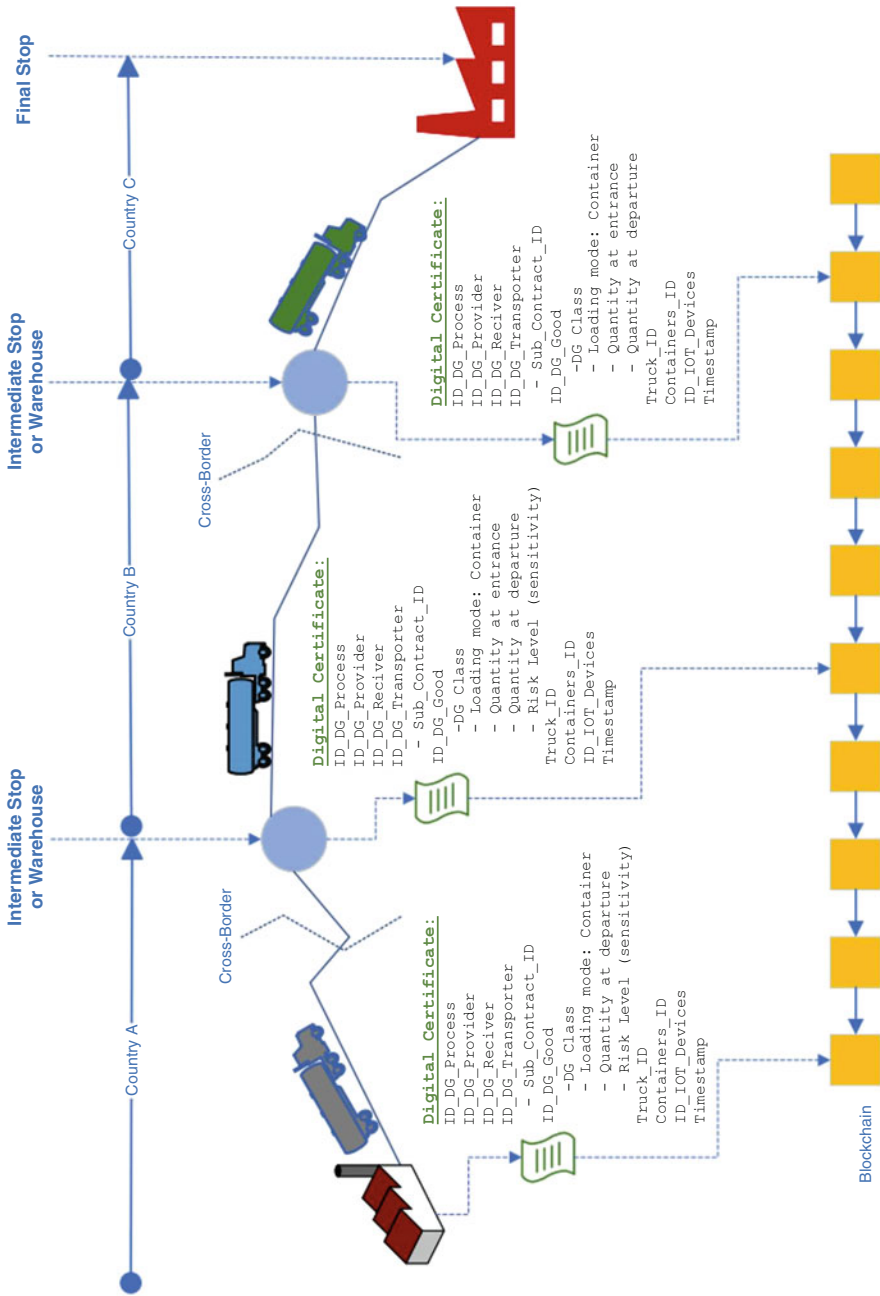 Intermediate Stop
or Warehouse
Intermediate Stop
or Warehouse
Final Stop
Country A
Country B
Country C
Cross-Border
Cross-Border
Digital Certificate:
ID_DG_Process
ID_DG_Provider
ID_DG_Reciver
ID_DG_Transporter
- Sub_Contract_ID
ID_DG_Good
-DG Class
- Loading mode: Container
- Quantity at departure
- Risk Level (sensitivity)
Truck_ID
Containers_ID
ID_IOT_Devices
Timestamp
Digital Certificate:
ID_DG_Process
ID_DG_Provider
ID_DG_Reciver
ID_DG_Transporter
- Sub_Contract_ID
ID_DG_Good
-DG Class
- Loading mode: Container
- Quantity at entrance
- Quantity at departure
- Risk Level (sensitivity)
Truck_ID
Containers_ID
ID_IOT_Devices
Timestamp
Digital Certificate:
ID_DG_Process
ID_DG_Provider
ID_DG_Reciver
ID_DG_Transporter
- Sub_Contract_ID
ID_DG_Good
-DG Class
- Loading mode: Container
- Quantity at entrance
- Quantity at departure
Truck_ID
Containers_ID
ID_IOT_Devices
Timestamp
Blockchain